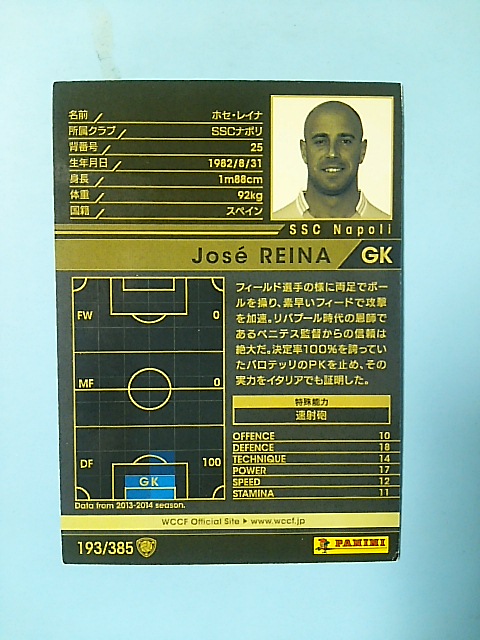 名前 ホセ・レイナ
所属クラブ SSCナポリ
背番号 25
生年月日 1982/8/31
身長 1m88cm
体重 92kg
国籍 スペイン
SSC Napoli
José REINA GK
FW 0
MF 0
DF 100
GK
Data from 2013-2014 season.
フィールド選手の様に両足でボー
ルを操り、素早いフィードで攻撃
を加速。リバプール時代の恩師で
あるベニテス監督からの信頼は
絶大だ。決定率100%を誇ってい
たバロテッリのPKを止め、その
実力をイタリアでも証明した。
特殊能力
速射砲
OFFENCE 10
DEFENCE 18
TECHNIQUE 14
POWER 17
SPEED 12
STAMINA 11
WCCF Official Site ▶ www.wccf.jp
193/385
PANINI